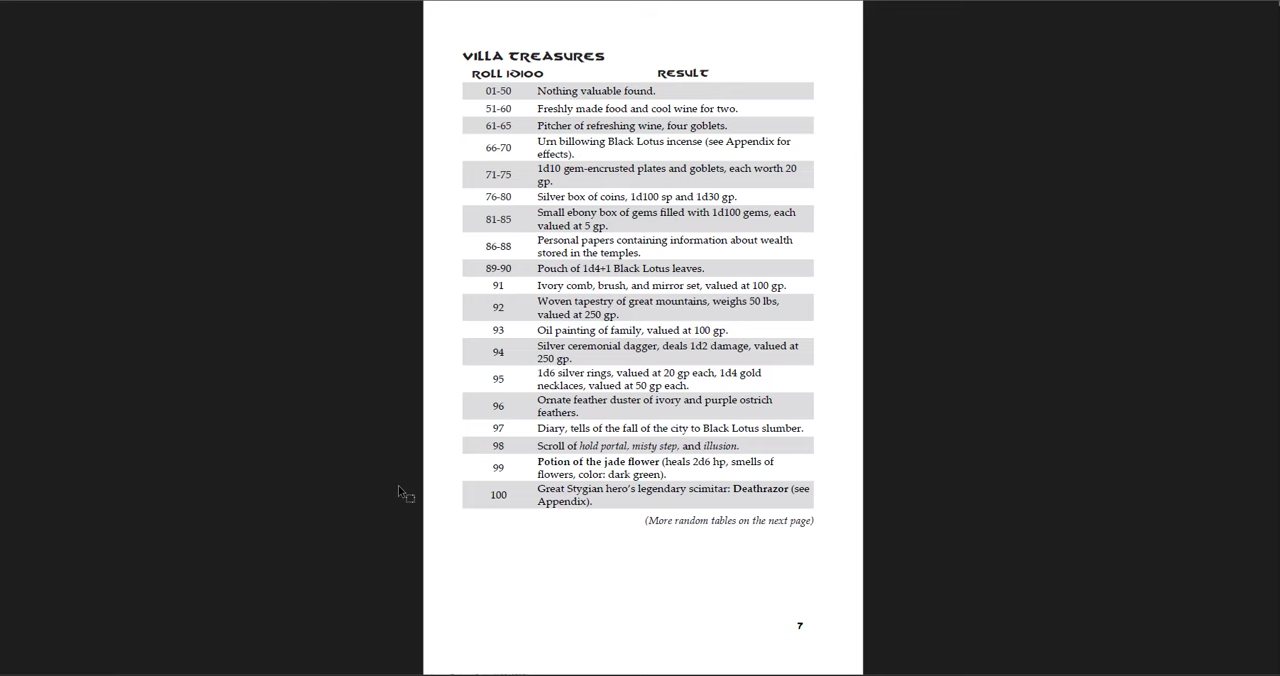 VILLA TREASURES
ROLL 1D100 RESULT
01-50 Nothing valuable found.
51-60 Freshly made food and cool wine for two.
61-65 Pitcher of refreshing wine, four goblets.
66-70 Urn billowing Black Lotus incense (see Appendix for
effects).
71-75 1d10 gem-encrusted plates and goblets, each worth 20
gp.
76-80 Silver box of coins, 1d100 sp and 1d30 gp.
81-85 Small ebony box of gems filled with 1d100 gems, each
valued at 5 gp.
86-88 Personal papers containing information about wealth
stored in the temples.
89-90 Pouch of 1d4+1 Black Lotus leaves.
91 Ivory comb, brush, and mirror set, valued at 100 gp.
92 Woven tapestry of great mountains, weighs 50 lbs,
valued at 250 gp.
93 Oil painting of family, valued at 100 gp.
94 Silver ceremonial dagger, deals 1d2 damage, valued at
250 gp.
95 1d6 silver rings, valued at 20 gp each, 1d4 gold
necklaces, valued at 50 gp each.
96 Ornate feather duster of ivory and purple ostrich
feathers.
97 Diary, tells of the fall of the city to Black Lotus slumber.
98 Scroll of hold portal, misty step, and illusion.
99 Potion of the jade flower (heals 2d6 hp, smells of
flowers, color: dark green).
100 Great Stygian hero's legendary scimitar: Deathrazor (see
Appendix).
(More random tables on the next page)
7